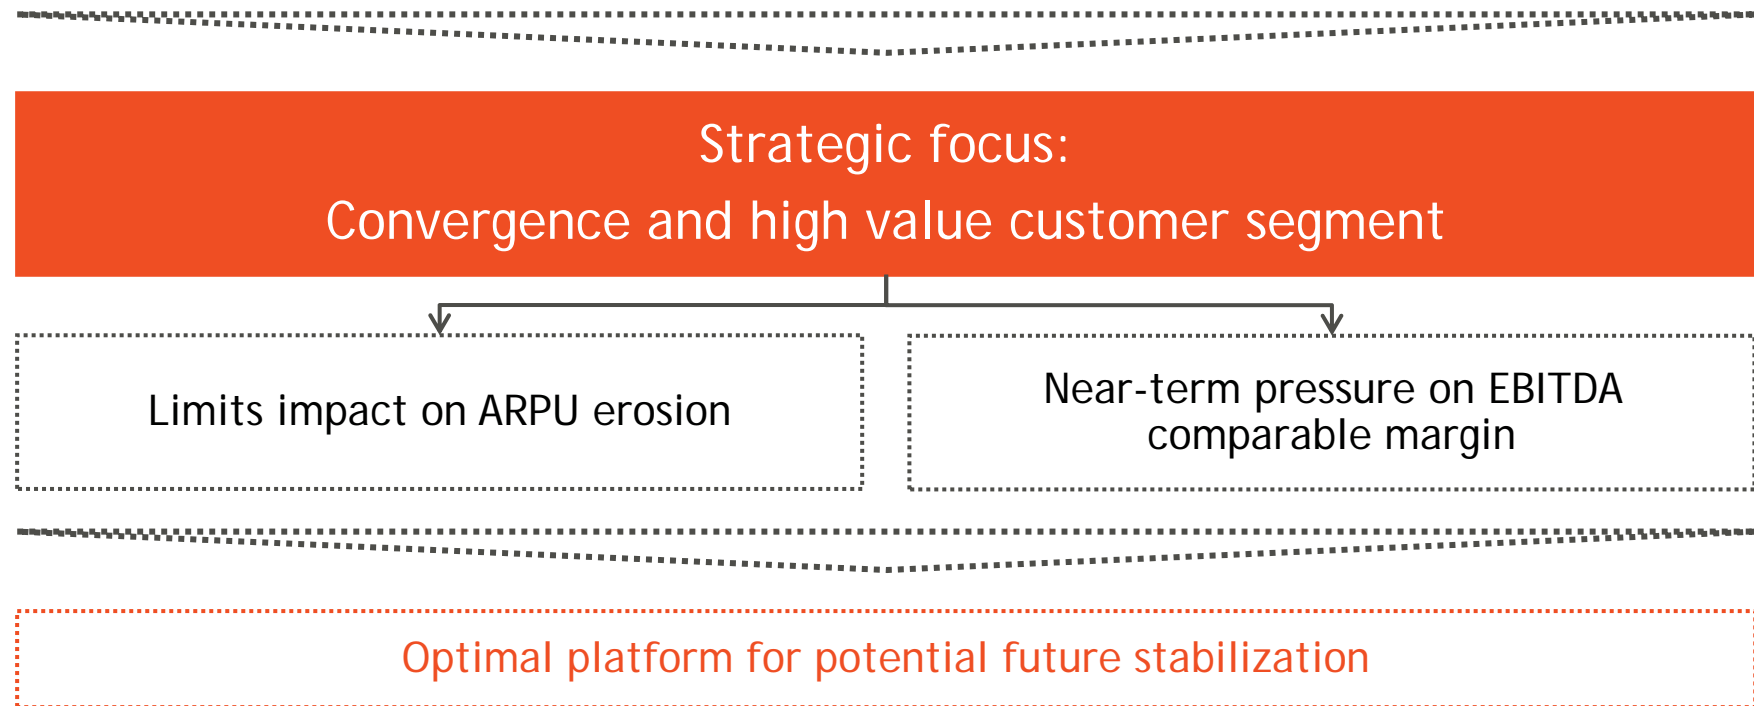 Strategic focus:
Convergence and high value customer segment
Limits impact on ARPU erosion
Near-term pressure on EBITDA
comparable margin
Optimal platform for potential future stabilization